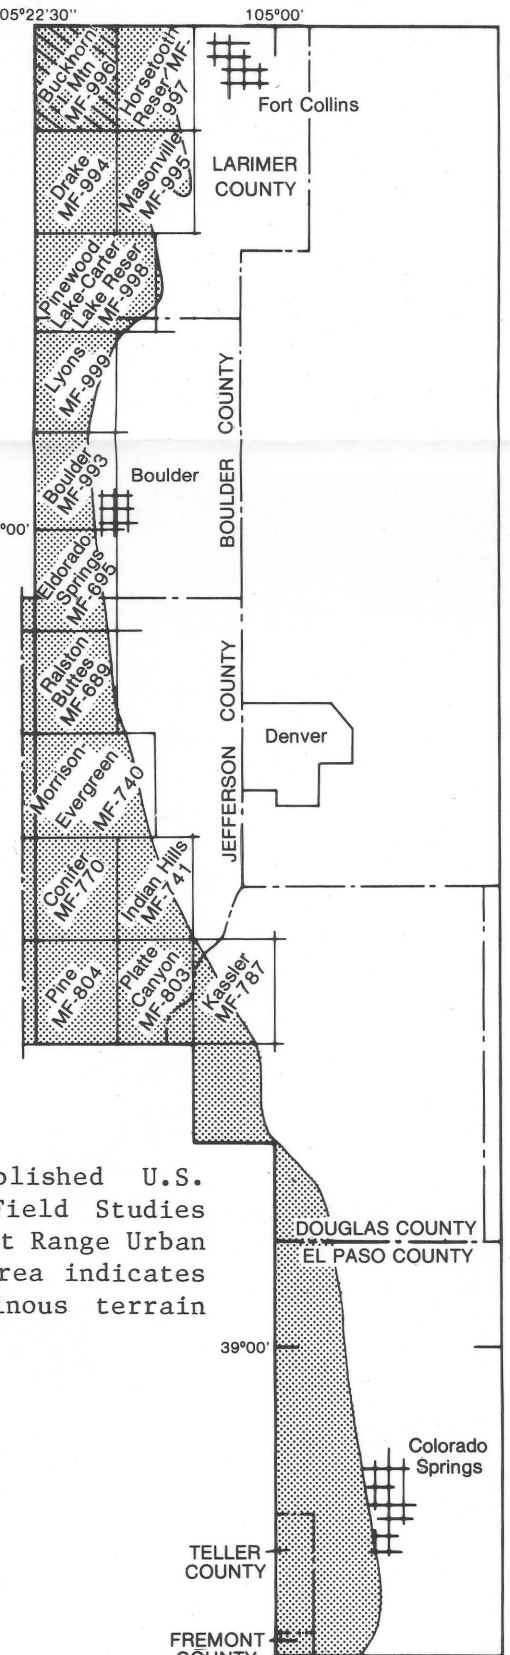 05°22'30"
105°00'
Buckhorn
Mtn
MF-996
Horsetooth
Reser MF-
997
Fort Collins
Drake
MF-994
Masonville
MF-995
LARIMER
COUNTY
Pinewood
Lake-Carter
Lake Reser
MF-998
Lyons
MF-999
BOULDER COUNTY
Boulder
MF-993
Boulder
°00'
Eldorado
Springs
MF-695
Ralston
Buttes
MF-689
JEFFERSON COUNTY
Denver
Morrison-
Evergreen
MF-740
Conifer
MF-770
Indian Hills
MF-741
Pine
MF-804
Platte
Canyon
MF-803
Kassler
MF-787
blished U.S.
Field Studies
t Range Urban
rea indicates
inous terrain
DOUGLAS COUNTY
EL PASO COUNTY
39°00'
Colorado
Springs
TELLER
COUNTY
FREMONT
COUNTY